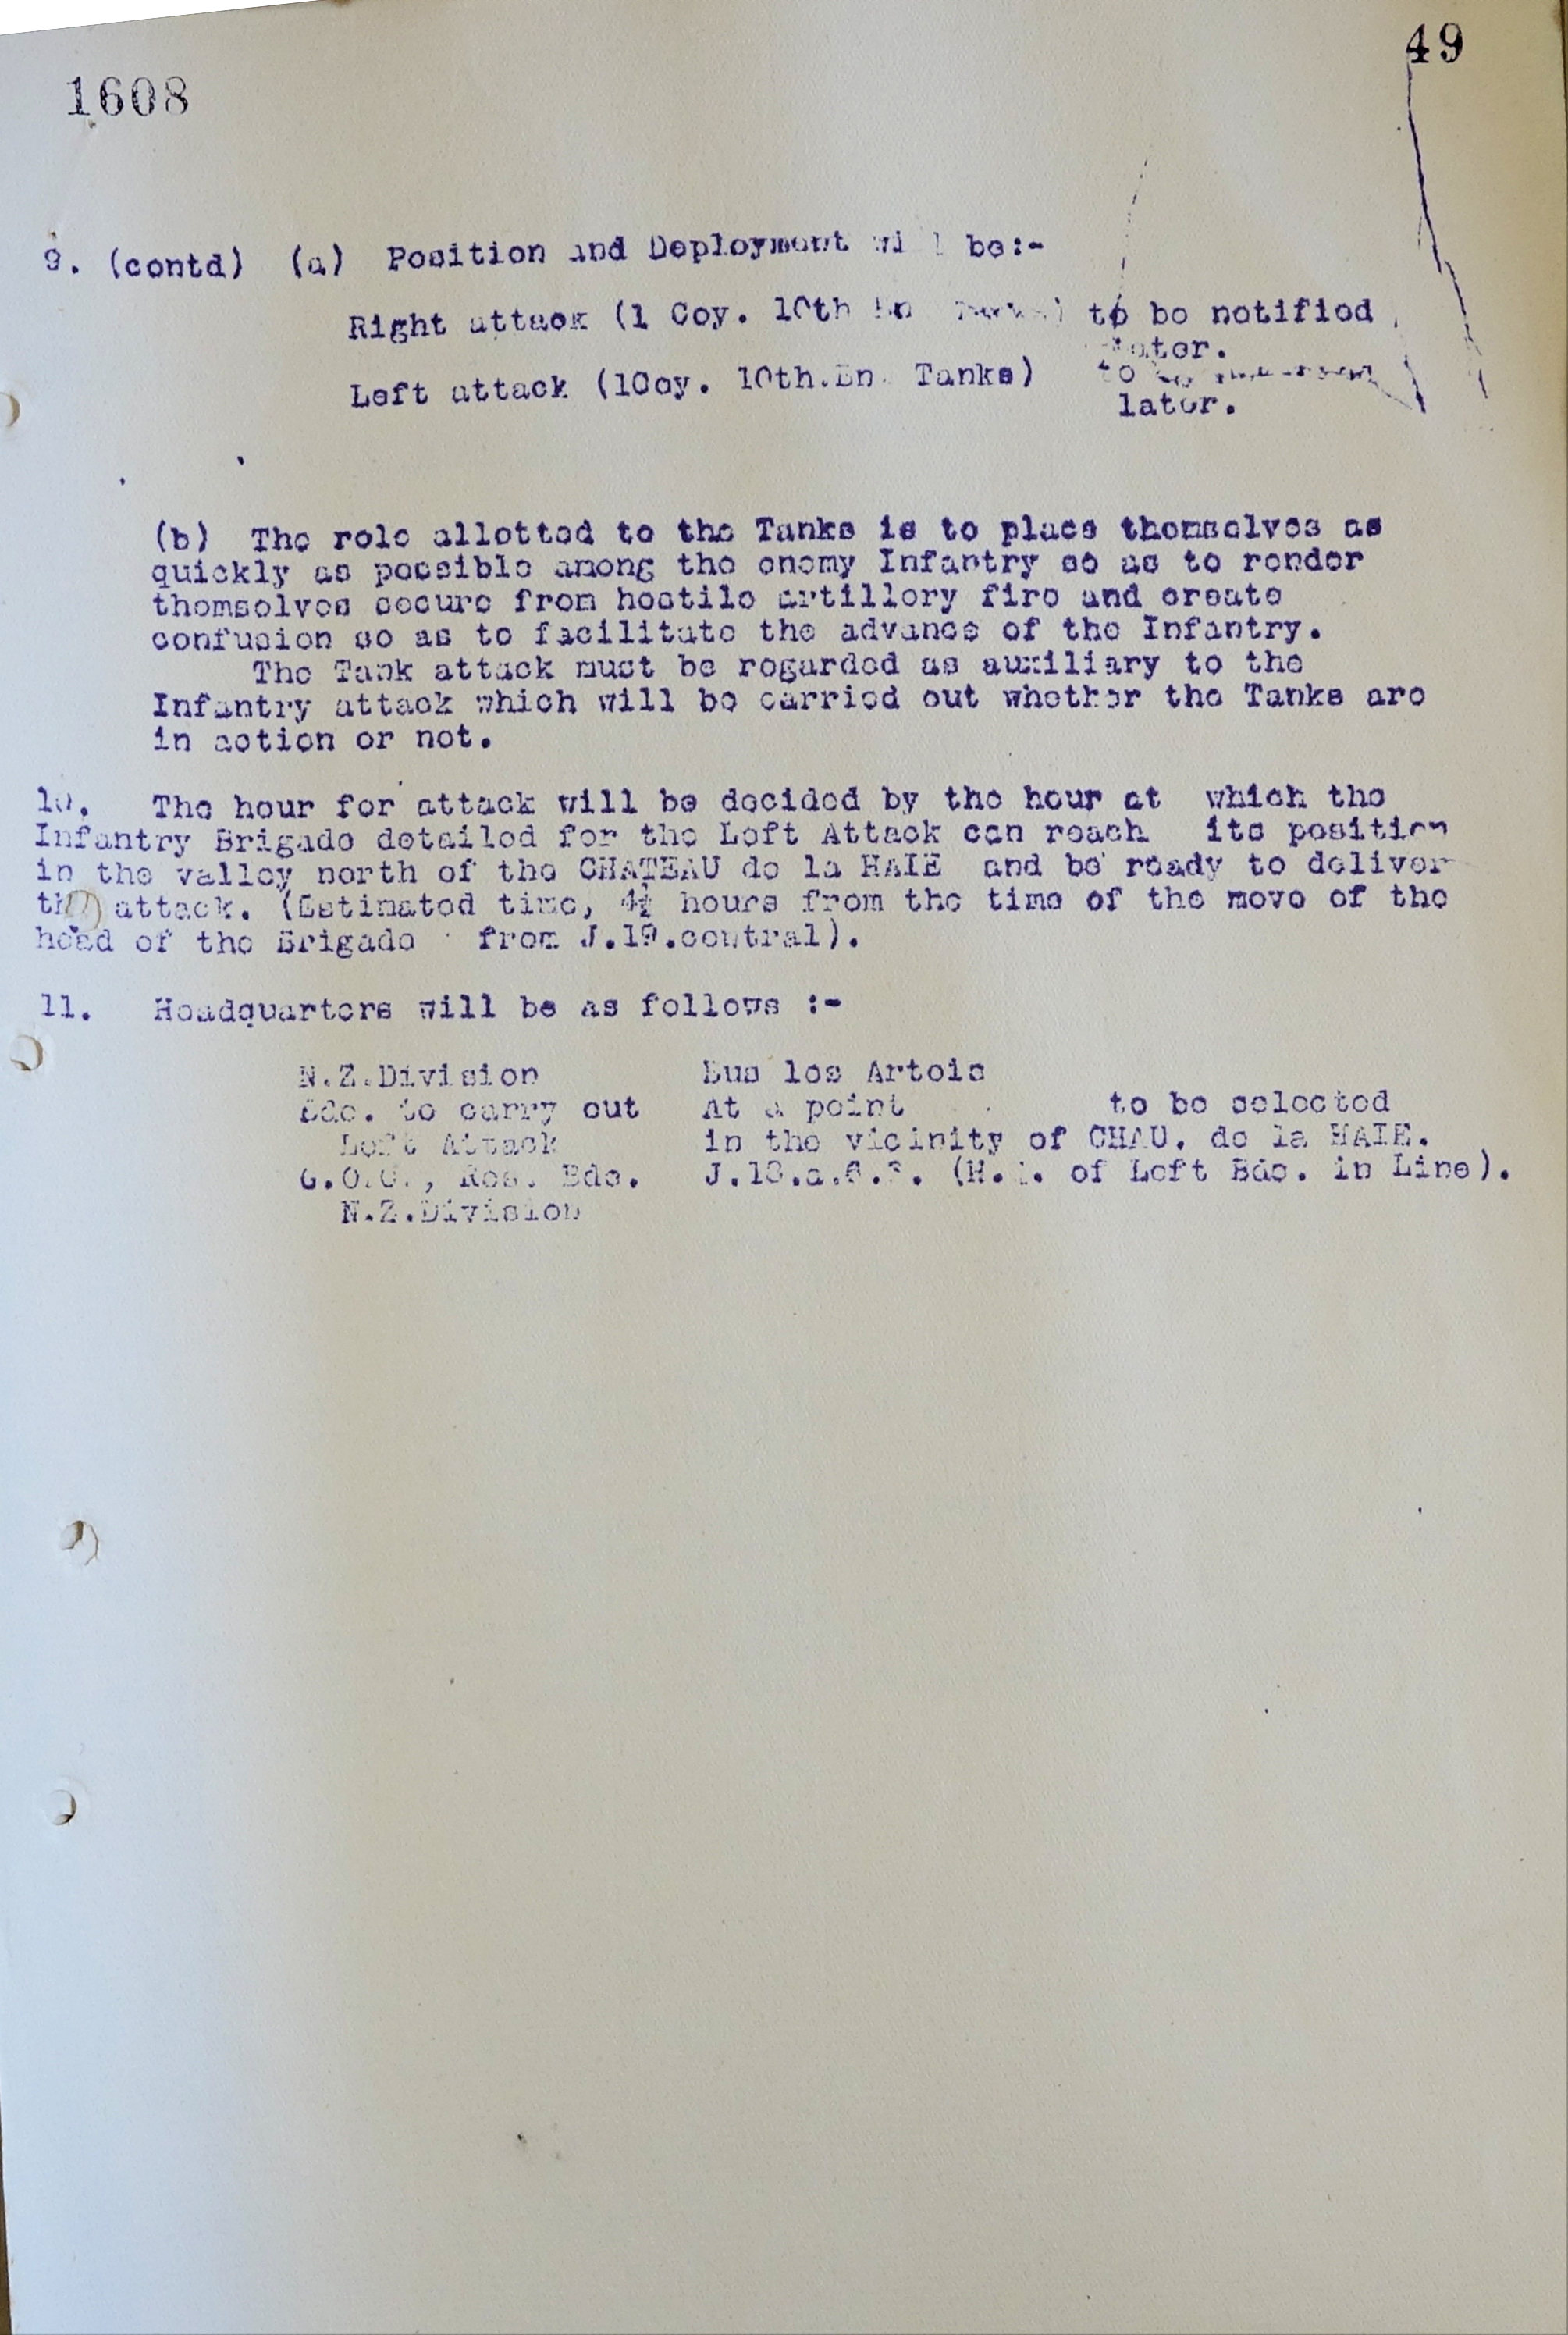 49
1608
9. (contd) (a) Position and Deployment will be:-
Right attack (1 Coy. 10th Bn Tanks) to be notified
later.
Left attack (1Coy. 10th.Bn. Tanks) to
later.
(b) The role allotted to the Tanks is to place themselves as
quickly as possible among the enemy Infantry so as to render
themselves secure from hostile artillery fire and create
confusion so as to facilitate the advance of the Infantry.
The Tank attack must be regarded as auxiliary to the
Infantry attack which will be carried out whether the Tanks are
in action or not.
10. The hour for attack will be decided by the hour at which the
Infantry Brigade detailed for the Left Attack can reach its position
in the valley north of the CHATEAU de la HAIE and be ready to deliver
the attack. (Estimated time, 4½ hours from the time of the move of the
head of the Brigade from J.19.central).
11. Headquarters will be as follows :-
N.Z.Division Bus les Artois
Bde. to carry out At a point to be selected
Left Attack in the vicinity of CHAU. de la HAIE.
G.O.C., Res. Bde. J.18.a.6.3. (H.Q. of Left Bde. in Line).
N.Z.Division